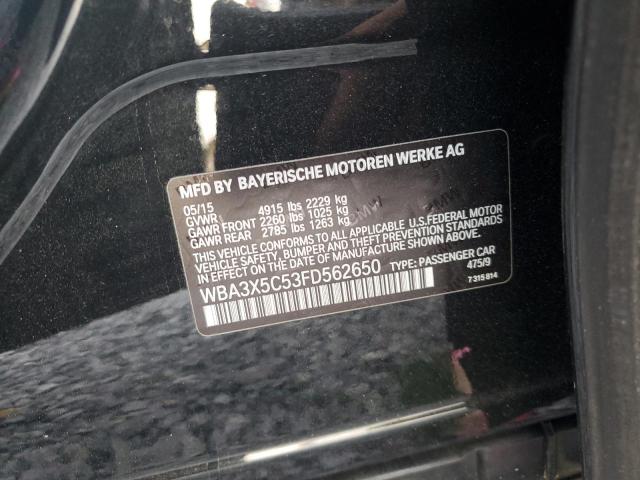 MFD BY BAYERISCHE MOTOREN WERKE AG
05/15
GVWR 4915 lbs 2229 kg
GAWR FRONT 2260 lbs 1025 kg
GAWR REAR 2785 lbs 1263 kg
THIS VEHICLE CONFORMS TO ALL APPLICABLE U.S.FEDERAL MOTOR
VEHICLE SAFETY, BUMPER, AND THEFT PREVENTION
STANDARDS IN EFFECT ON THE DATE OF MANUFACTURE SHOWN ABOVE.
WBA3X5C53FD562650 TYPE: PASSENGER CAR
475/9
7 315 814